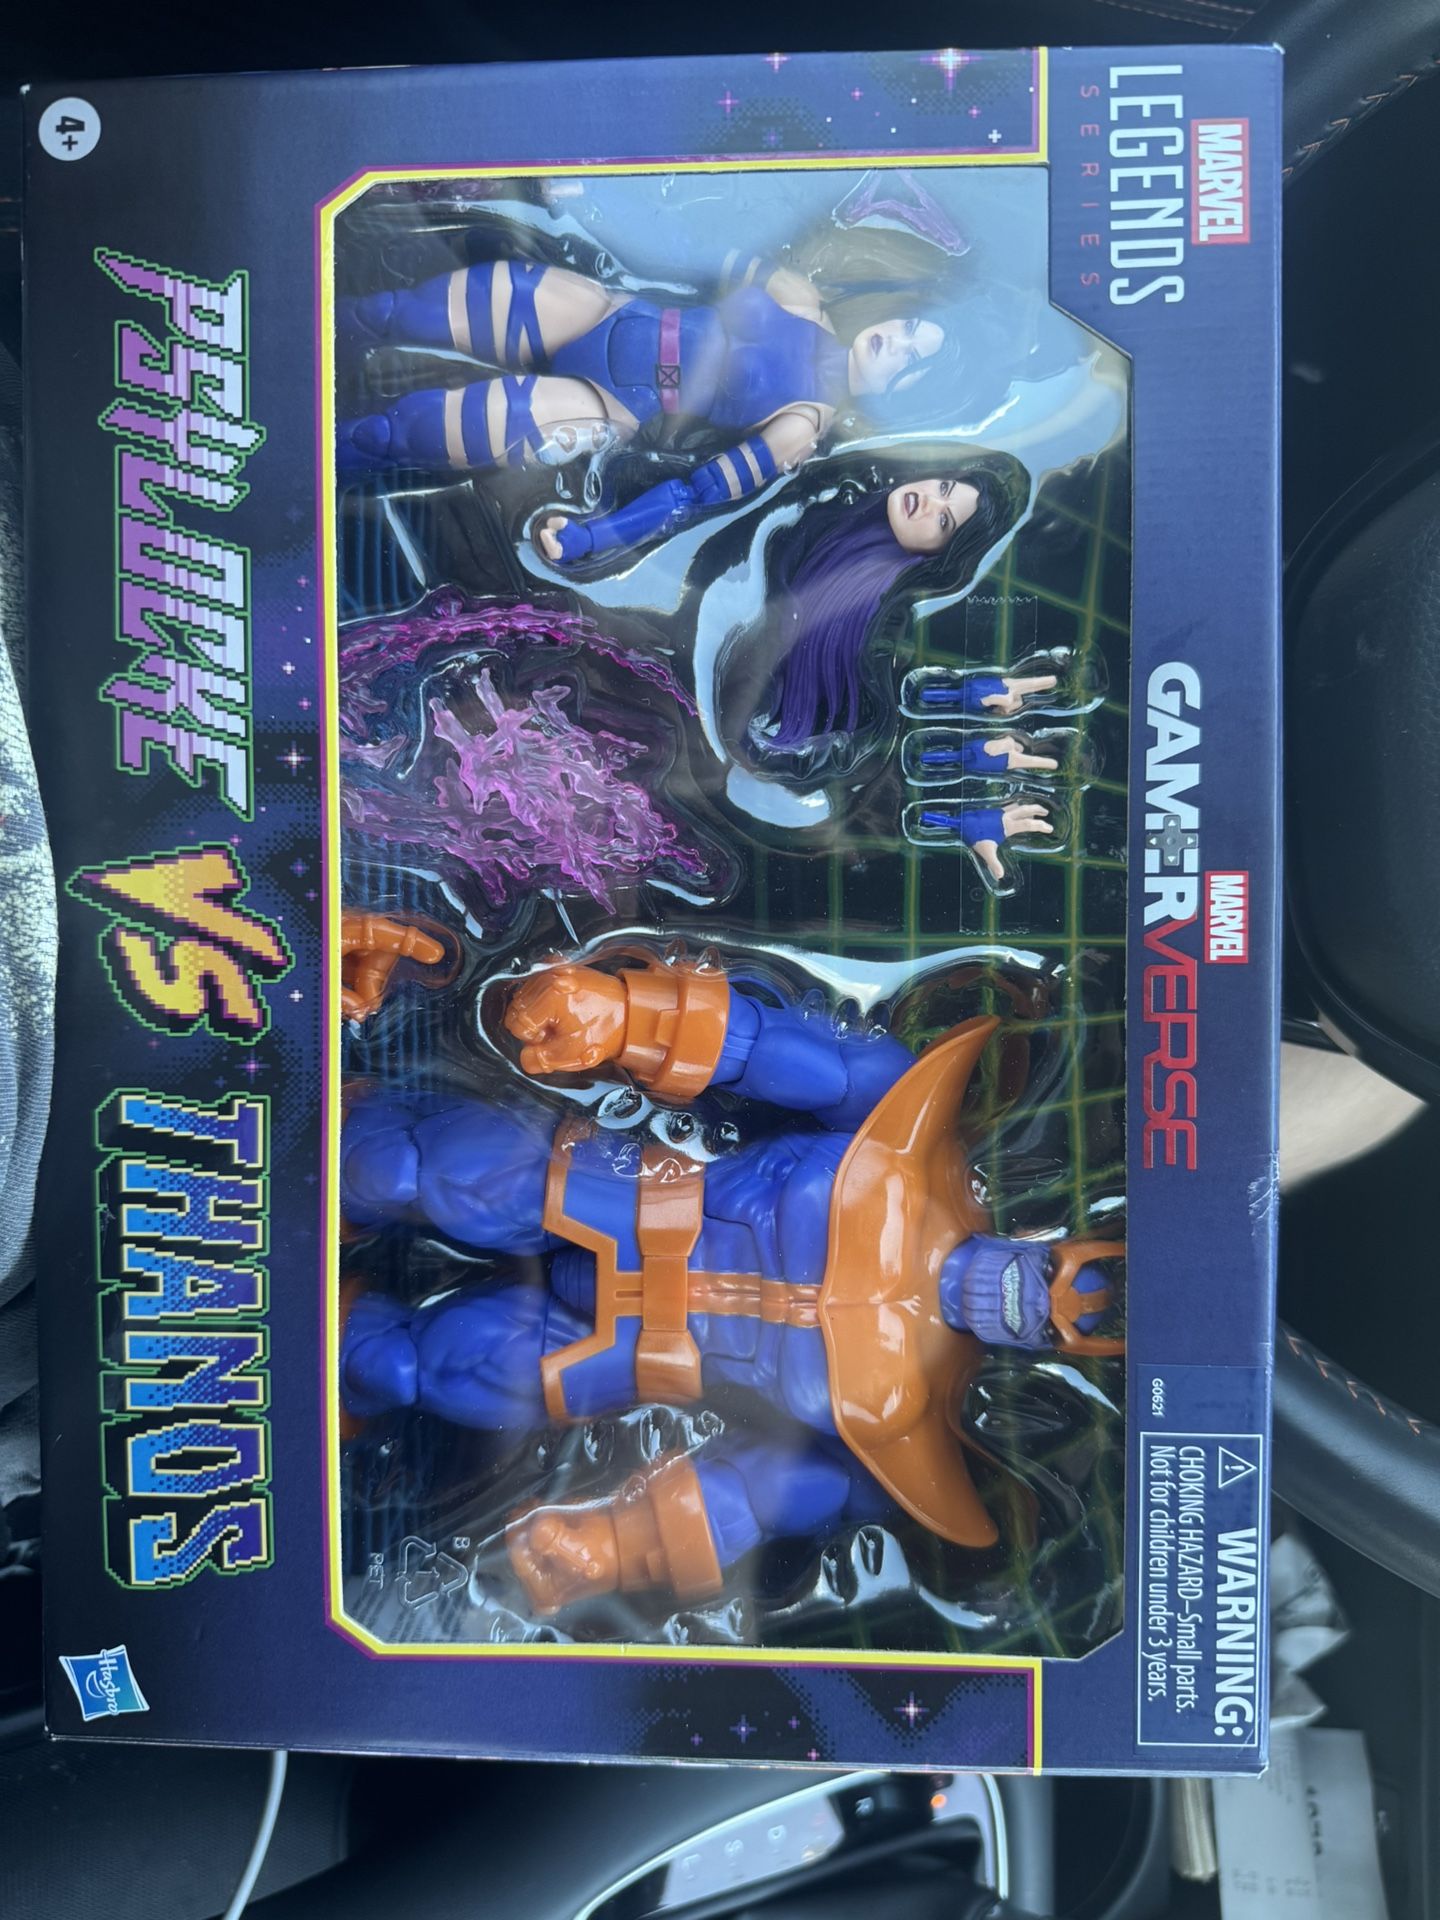 MARVEL
LEGENDS
SERIES
MARVEL
GAMERVERSE
G0621
WARNING:
CHOKING HAZARD–Small parts.
Not for children under 3 years.
B
PET
4+
PSYLOCKE VS THANOS
Hasbro
R
D
S